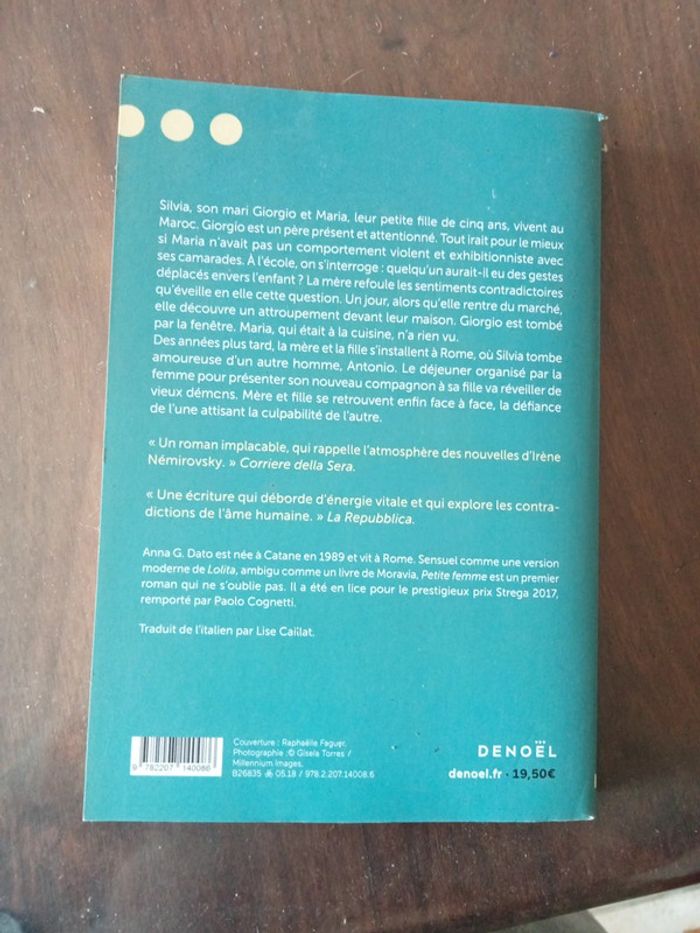 Silvia, son mari Giorgio et Maria, leur petite fille de cinq ans, vivent au
Maroc. Giorgio est un père présent et attentionné. Tout irait pour le mieux
si Maria n'avait pas un comportement violent et exhibitionniste avec
ses camarades. À l'école, on s'interroge : quelqu'un aurait-il eu des gestes
déplacés envers l'enfant ? La mère refoule les sentiments contradictoires
qu'éveille en elle cette question. Un jour, alors qu'elle rentre du marché,
elle découvre un attroupement devant leur maison. Giorgio est tombé
par la fenêtre. Maria, qui était à la cuisine, n'a rien vu.
Des années plus tard, la mère et la fille s'installent à Rome, où Silvia tombe
amoureuse d'un autre homme, Antonio. Le déjeuner organisé par la
femme pour présenter son nouveau compagnon à sa fille va réveiller de
vieux démons. Mère et fille se retrouvent enfin face à face, la défiance
de l'une attisant la culpabilité de l'autre.
« Un roman implacable, qui rappelle l'atmosphère des nouvelles d'Irène
Némirovsky. » Corriere della Sera.
« Une écriture qui déborde d'énergie vitale et qui explore les contra-
dictions de l'âme humaine. » La Repubblica.
Anna G. Dato est née à Catane en 1989 et vit à Rome. Sensuel comme une version
moderne de Lolita, ambigu comme un livre de Moravia, Petite femme est un premier
roman qui ne s'oublie pas. Il a été en lice pour le prestigieux prix Strega 2017,
remporté par Paolo Cognetti.
Traduit de l'italien par Lise Caillat.
Couverture : Raphaëlle Faguer.
Photographie : © Gisela Torres /
Millennium Images.
B26835 05.18 / 978.2.207.14008.6
9 782207 140086
DENOËL
denoel.fr · 19,50€